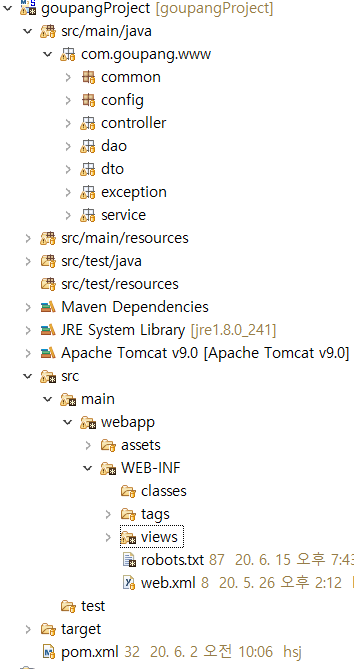 goupangProject [goupangProject]
src/main/java
com.goupang.www
common
config
controller
dao
dto
exception
service
src/main/resources
src/test/java
src/test/resources
Maven Dependencies
JRE System Library [jre1.8.0_241]
Apache Tomcat v9.0 [Apache Tomcat v9.0]
src
main
webapp
assets
WEB-INF
classes
tags
views
robots.txt 87 20. 6. 15 오후 7:43
web.xml 8 20. 5. 26 오후 2:12
test
target
pom.xml 32 20. 6. 2 오전 10:06 hsj